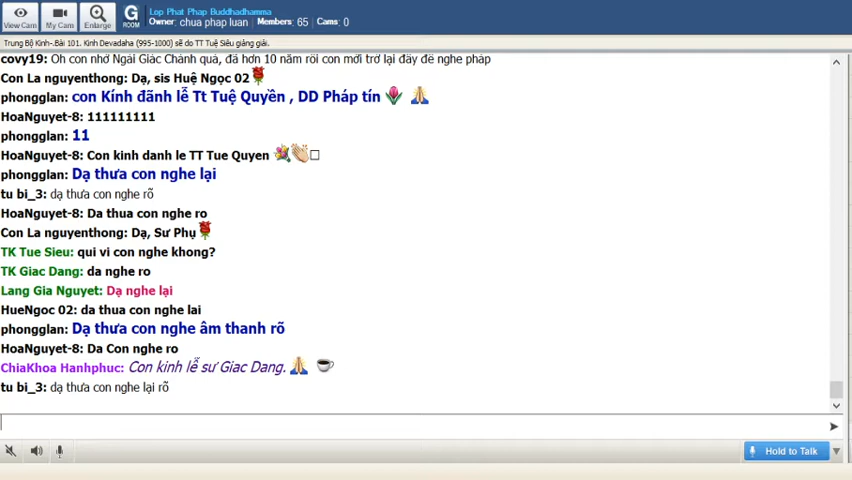 View Cam
My Cam
Enlarge
G
ROOM
Lop Phat Phap Buddhadhamma
Owner: chua phap luan Members: 65 Cams: 0
Trung Bộ Kinh-.Bài 101. Kinh Devadaha (995-1000) sẽ do TT Tuệ Siêu giảng giải.
covy19: Oh con nhớ Ngài Giác Chánh quà, đã hơn 10 năm rồi con mới trở lại đây để nghe pháp
Con La nguyenthong: Dạ, sis Huệ Ngọc 02
phongglan: con Kính đãnh lễ Tt Tuệ Quyền , DD Pháp tín
HoaNguyet-8: 111111111
phongglan: 11
HoaNguyet-8: Con kinh danh le TT Tue Quyen
phongglan: Dạ thưa con nghe lại
tu bi_3: dạ thưa con nghe rõ
HoaNguyet-8: Da thua con nghe ro
Con La nguyenthong: Dạ, Sư Phụ
TK Tue Sieu: qui vi con nghe khong?
TK Giac Dang: da nghe ro
Lang Gia Nguyet: Dạ nghe lại
HueNgoc 02: da thua con nghe lai
phongglan: Dạ thưa con nghe âm thanh rõ
HoaNguyet-8: Da Con nghe ro
ChiaKhoa Hanhphuc: Con kinh lễ sư Giac Dang.
tu bi_3: dạ thưa con nghe lại rõ
Hold to Talk